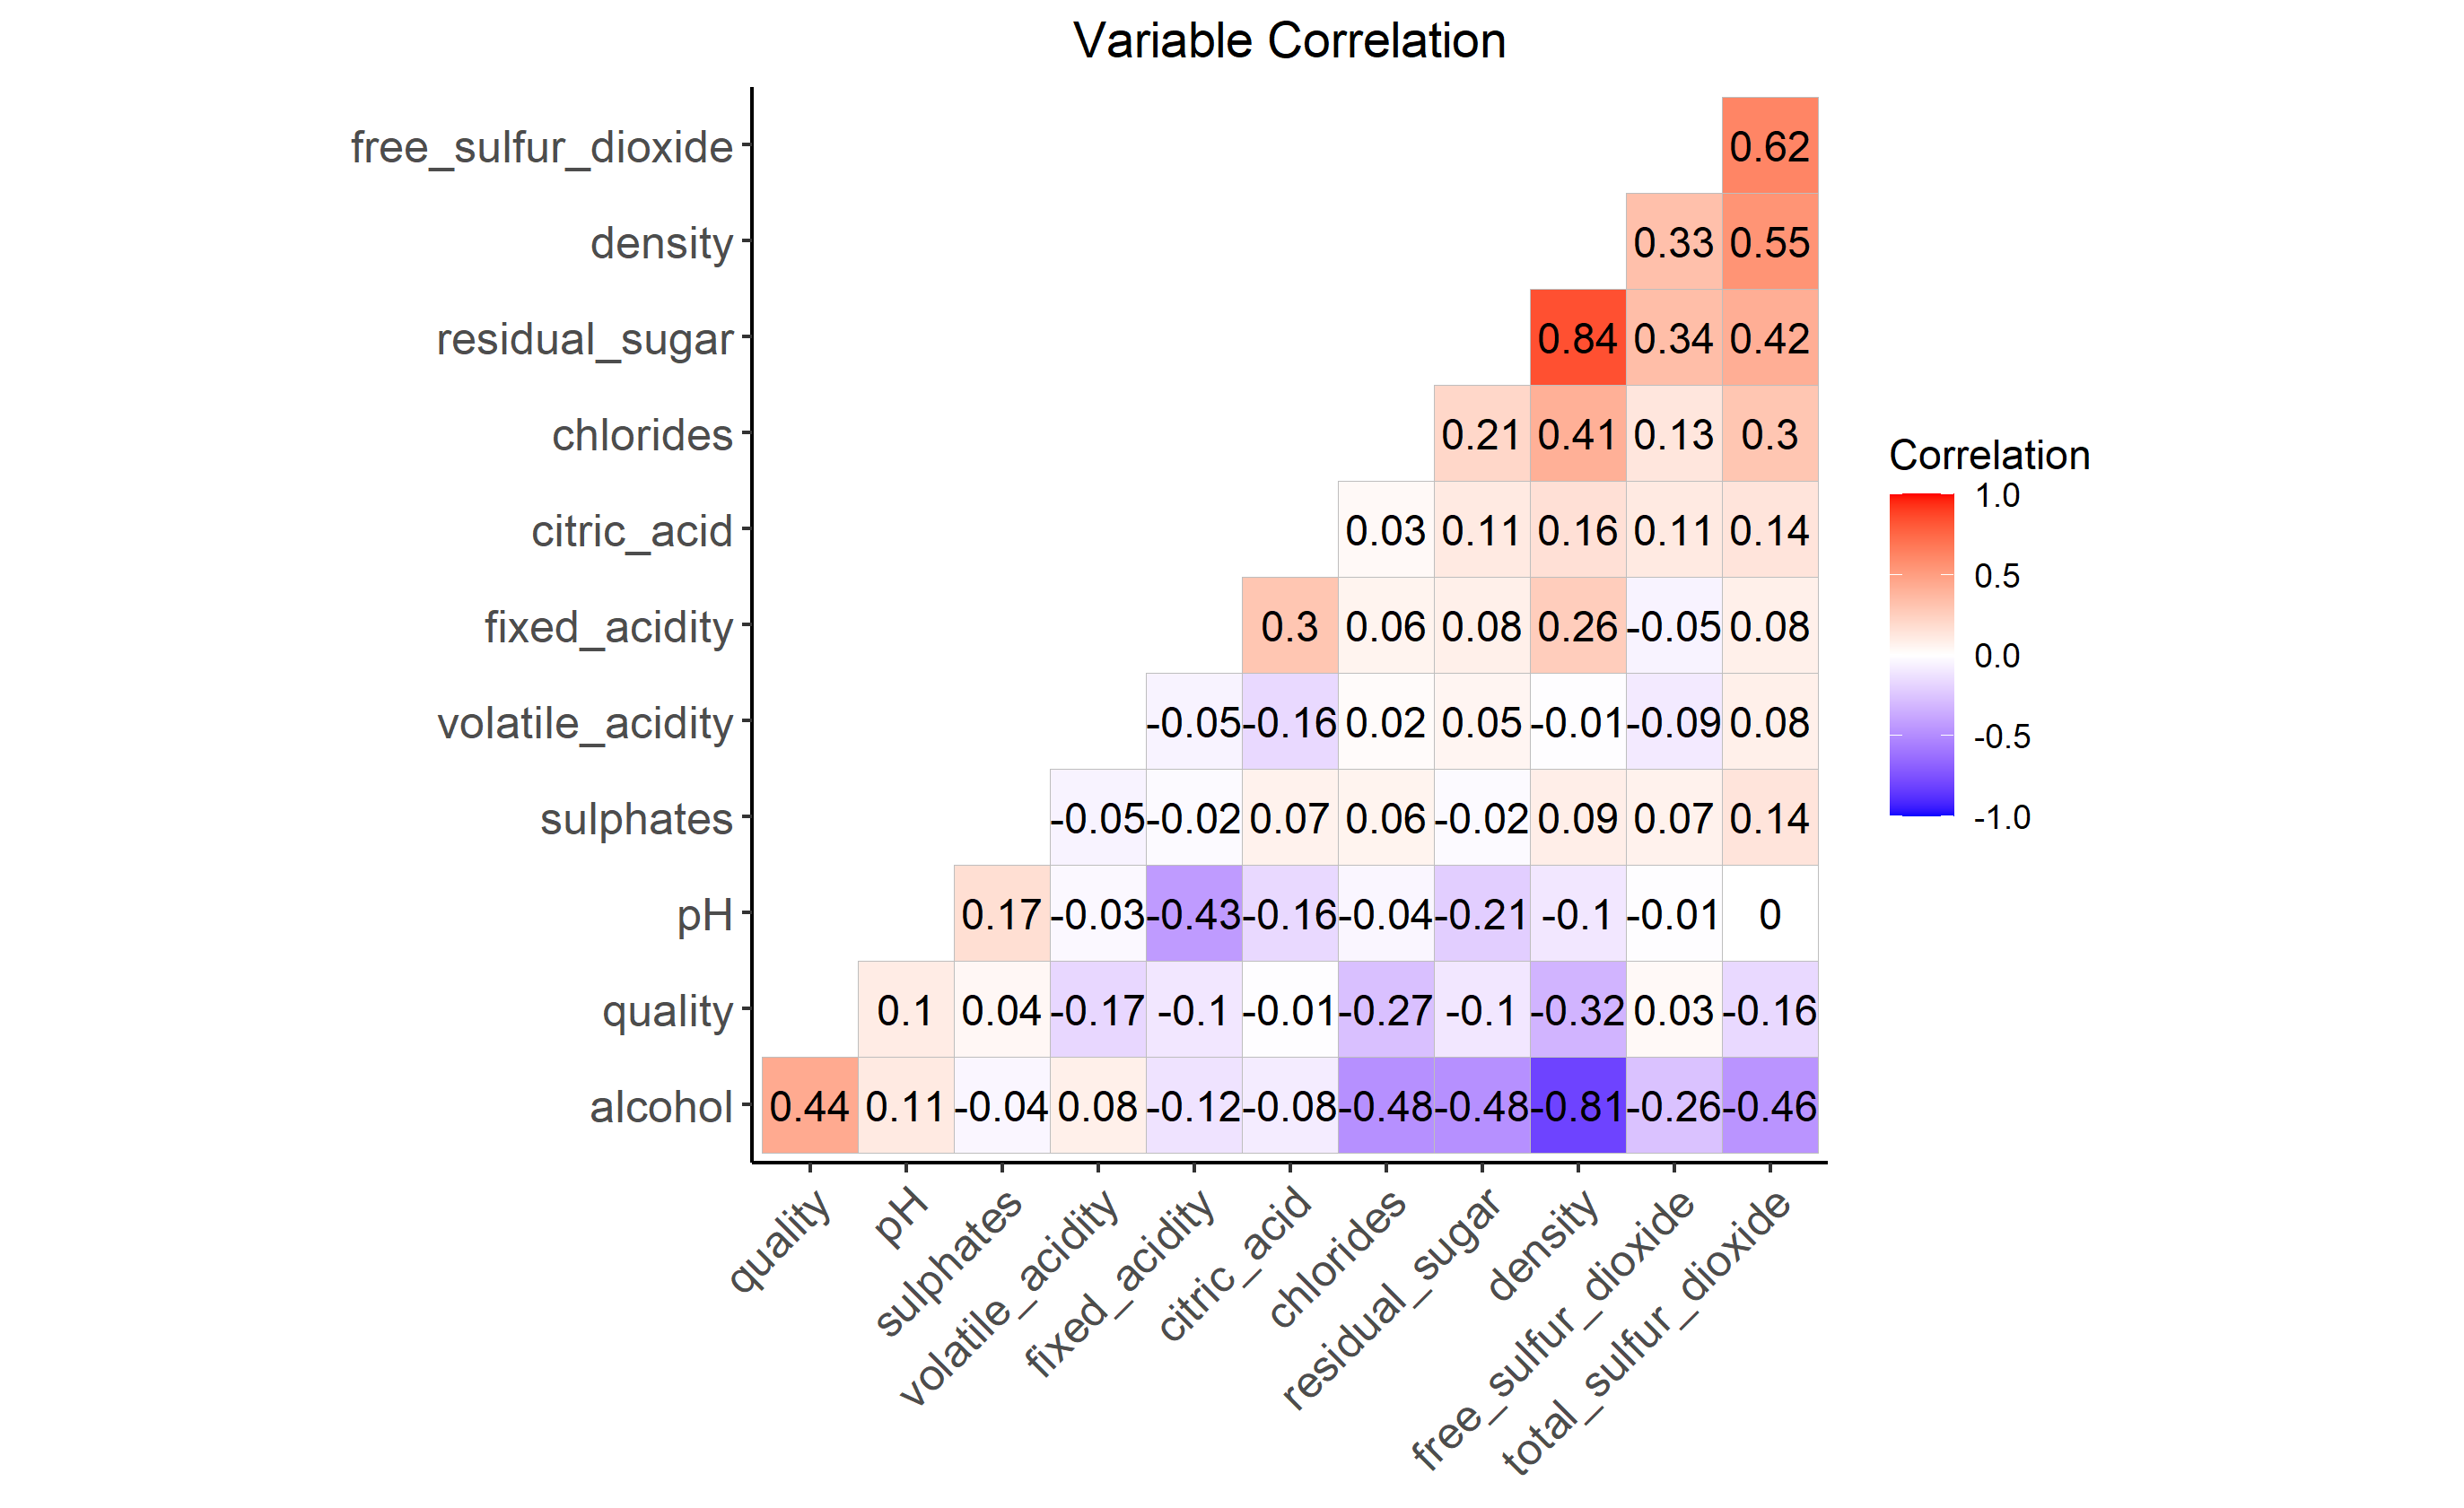 Variable Correlation
free_sulfur_dioxide 0.62
density 0.33 0.55
residual_sugar 0.84 0.34 0.42
chlorides 0.21 0.41 0.13 0.3
citric_acid 0.03 0.11 0.16 0.11 0.14
fixed_acidity 0.3 0.06 0.08 0.26 -0.05 0.08
volatile_acidity -0.05 -0.16 0.02 0.05 -0.01 -0.09 0.08
sulphates -0.05 -0.02 0.07 0.06 -0.02 0.09 0.07 0.14
pH 0.17 -0.03 -0.43 -0.16 -0.04 -0.21 -0.1 -0.01 0
quality 0.1 0.04 -0.17 -0.1 -0.01 -0.27 -0.1 -0.32 0.03 -0.16
alcohol 0.44 0.11 -0.04 0.08 -0.12 -0.08 -0.48 -0.48 -0.81 -0.26 -0.46
quality
pH
sulphates
volatile_acidity
fixed_acidity
citric_acid
chlorides
residual_sugar
density
free_sulfur_dioxide
total_sulfur_dioxide
Correlation
1.0
0.5
0.0
-0.5
-1.0